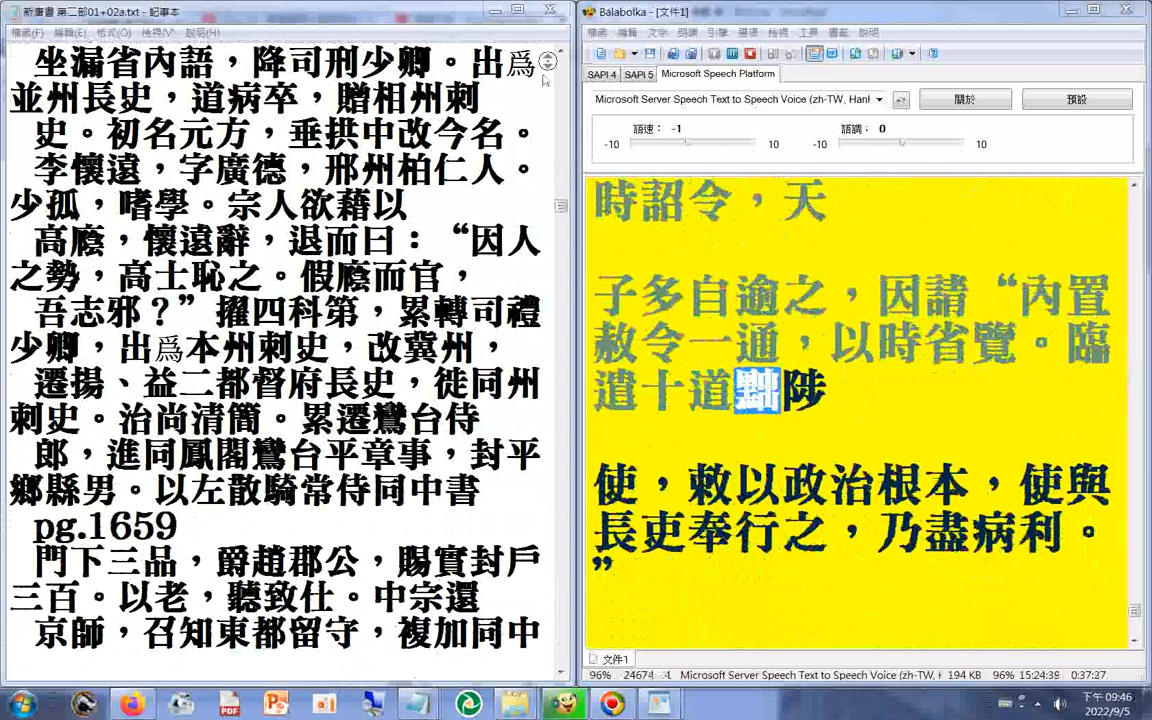 新唐書 第二部01+02a.txt - 記事本
檔案(F) 編輯(E) 格式(O) 檢視(V) 說明(H)
坐漏省內語，降司刑少卿。出爲
並州長史，道病卒，贈相州刺
史。初名元方，垂拱中改今名。
李懷遠，字廣德，邢州柏仁人。
少孤，嗜學。宗人欲藉以
高廕，懷遠辭，退而曰：“因人
之勢，高士恥之。假廕而官，
吾志邪？”擢四科第，累轉司禮
少卿，出爲本州刺史，改冀州，
遷揚、益二都督府長史，徙同州
刺史。治尚清簡。累遷鸞台侍
郎，進同鳳閣鸞台平章事，封平
鄉縣男。以左散騎常侍同中書
pg.1659
門下三品，爵趙郡公，賜實封戶
三百。以老，聽致仕。中宗還
京師，召知東都留守，複加同中
Balabolka - [文件1]
檔案 編輯 文字 朗讀 引擎 選項 檢視 工具 書籤 說明
SAPI 4 SAPI 5 Microsoft Speech Platform
Microsoft Server Speech Text to Speech Voice (zh-TW, Hanl
關於
預設
語速： -1 語調： 0
-10 10 -10 10
時詔令，天
子多自逾之，因請“內置
赦令一通，以時省覽。臨
遣十道黜陟
使，敕以政治根本，使與
長吏奉行之，乃盡病利。
”
文件1
96% 24674 Microsoft Server Speech Text to Speech Voice (zh-TW, 194 KB 96% 15:24:39 0:37:27
下午 09:46
2022/9/5